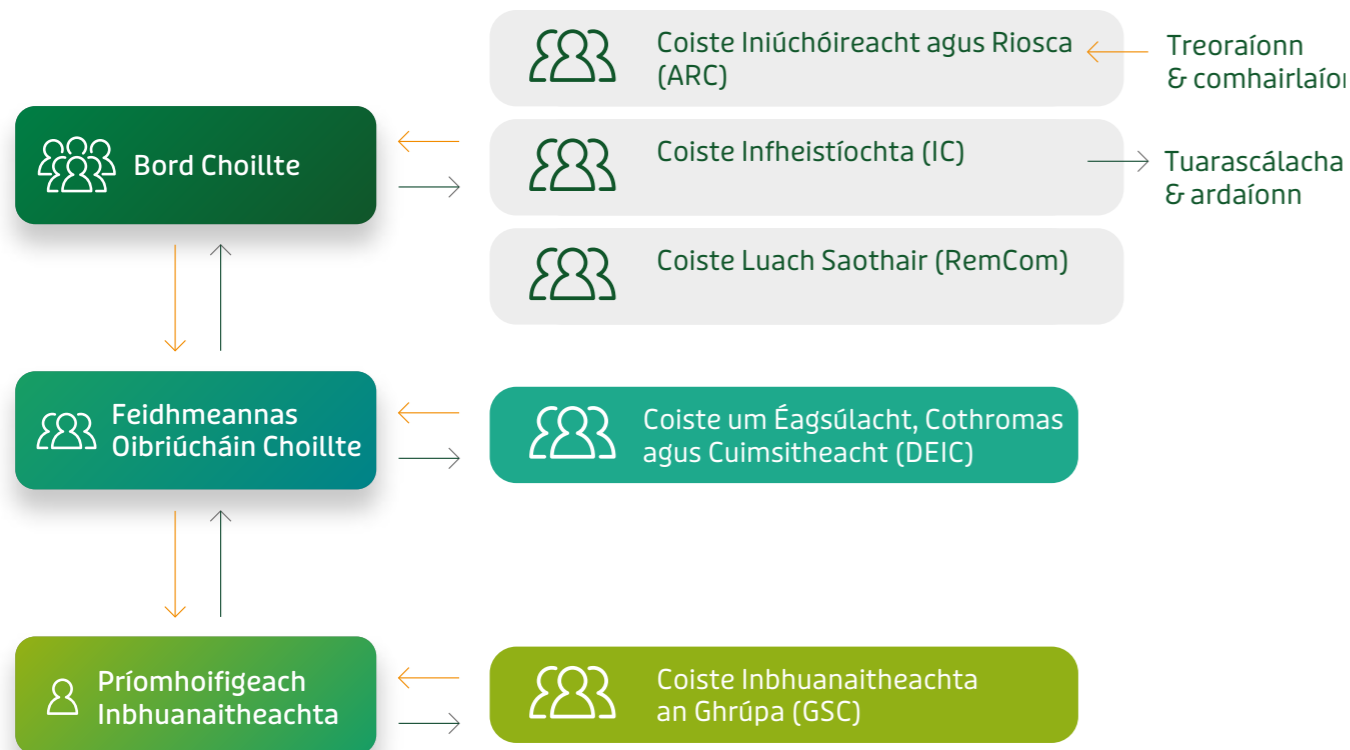 Coiste Iniúchóireacht agus Riosca
(ARC)
Treoraíonn
&
Bord Choillte
Coiste Infheistíochta (IC)
& ardaíonn
Coiste Luach Saothair (RemCom)
Feidhmeannas
Oibriúcháin Choillte
Coiste um Éagsúlacht, Cothromas
agus Cuimsitheacht (DEIC)
Príomhoifigeach
Inbhuanaitheachta
Coiste Inbhuanaitheachta
an Ghrúpa (GSC)